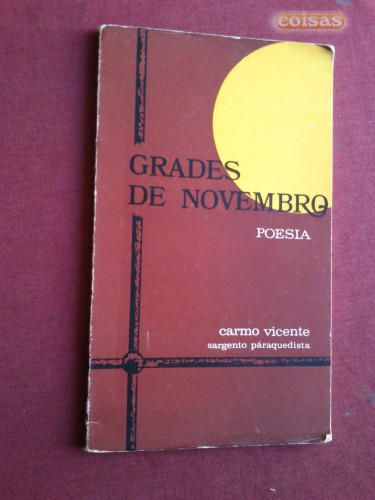 coisas
GRADES
DE NOVEMBRO
POESIA
carmo vicente
sargento páraquedista